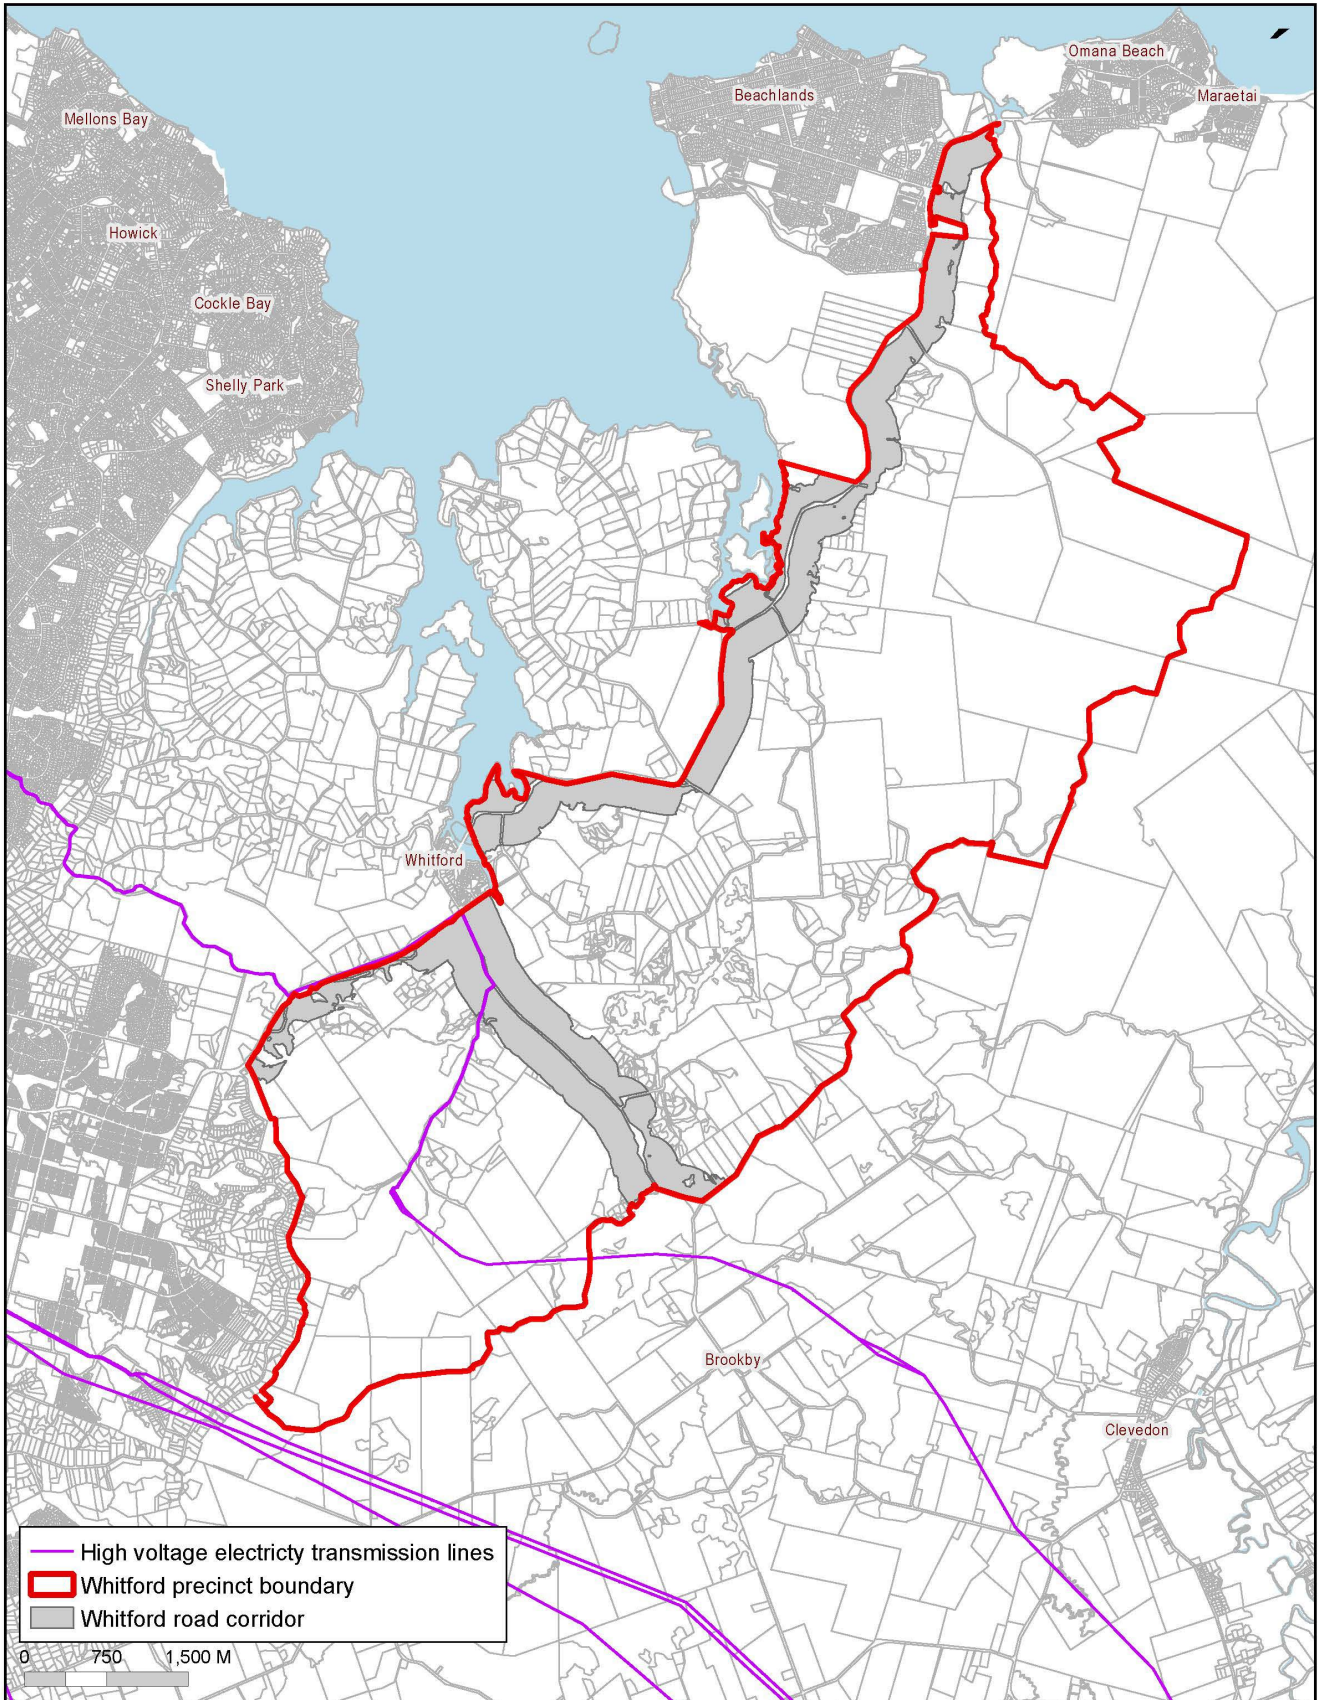 Omana Beach
Beachlands
Maraetai
Mellons Bay
Howick
Cockle Bay
Shelly Park
Whitford
Brookby
Clevedon
High voltage electricty transmission lines
Whitford precinct boundary
Whitford road corridor
0 750 1,500 M